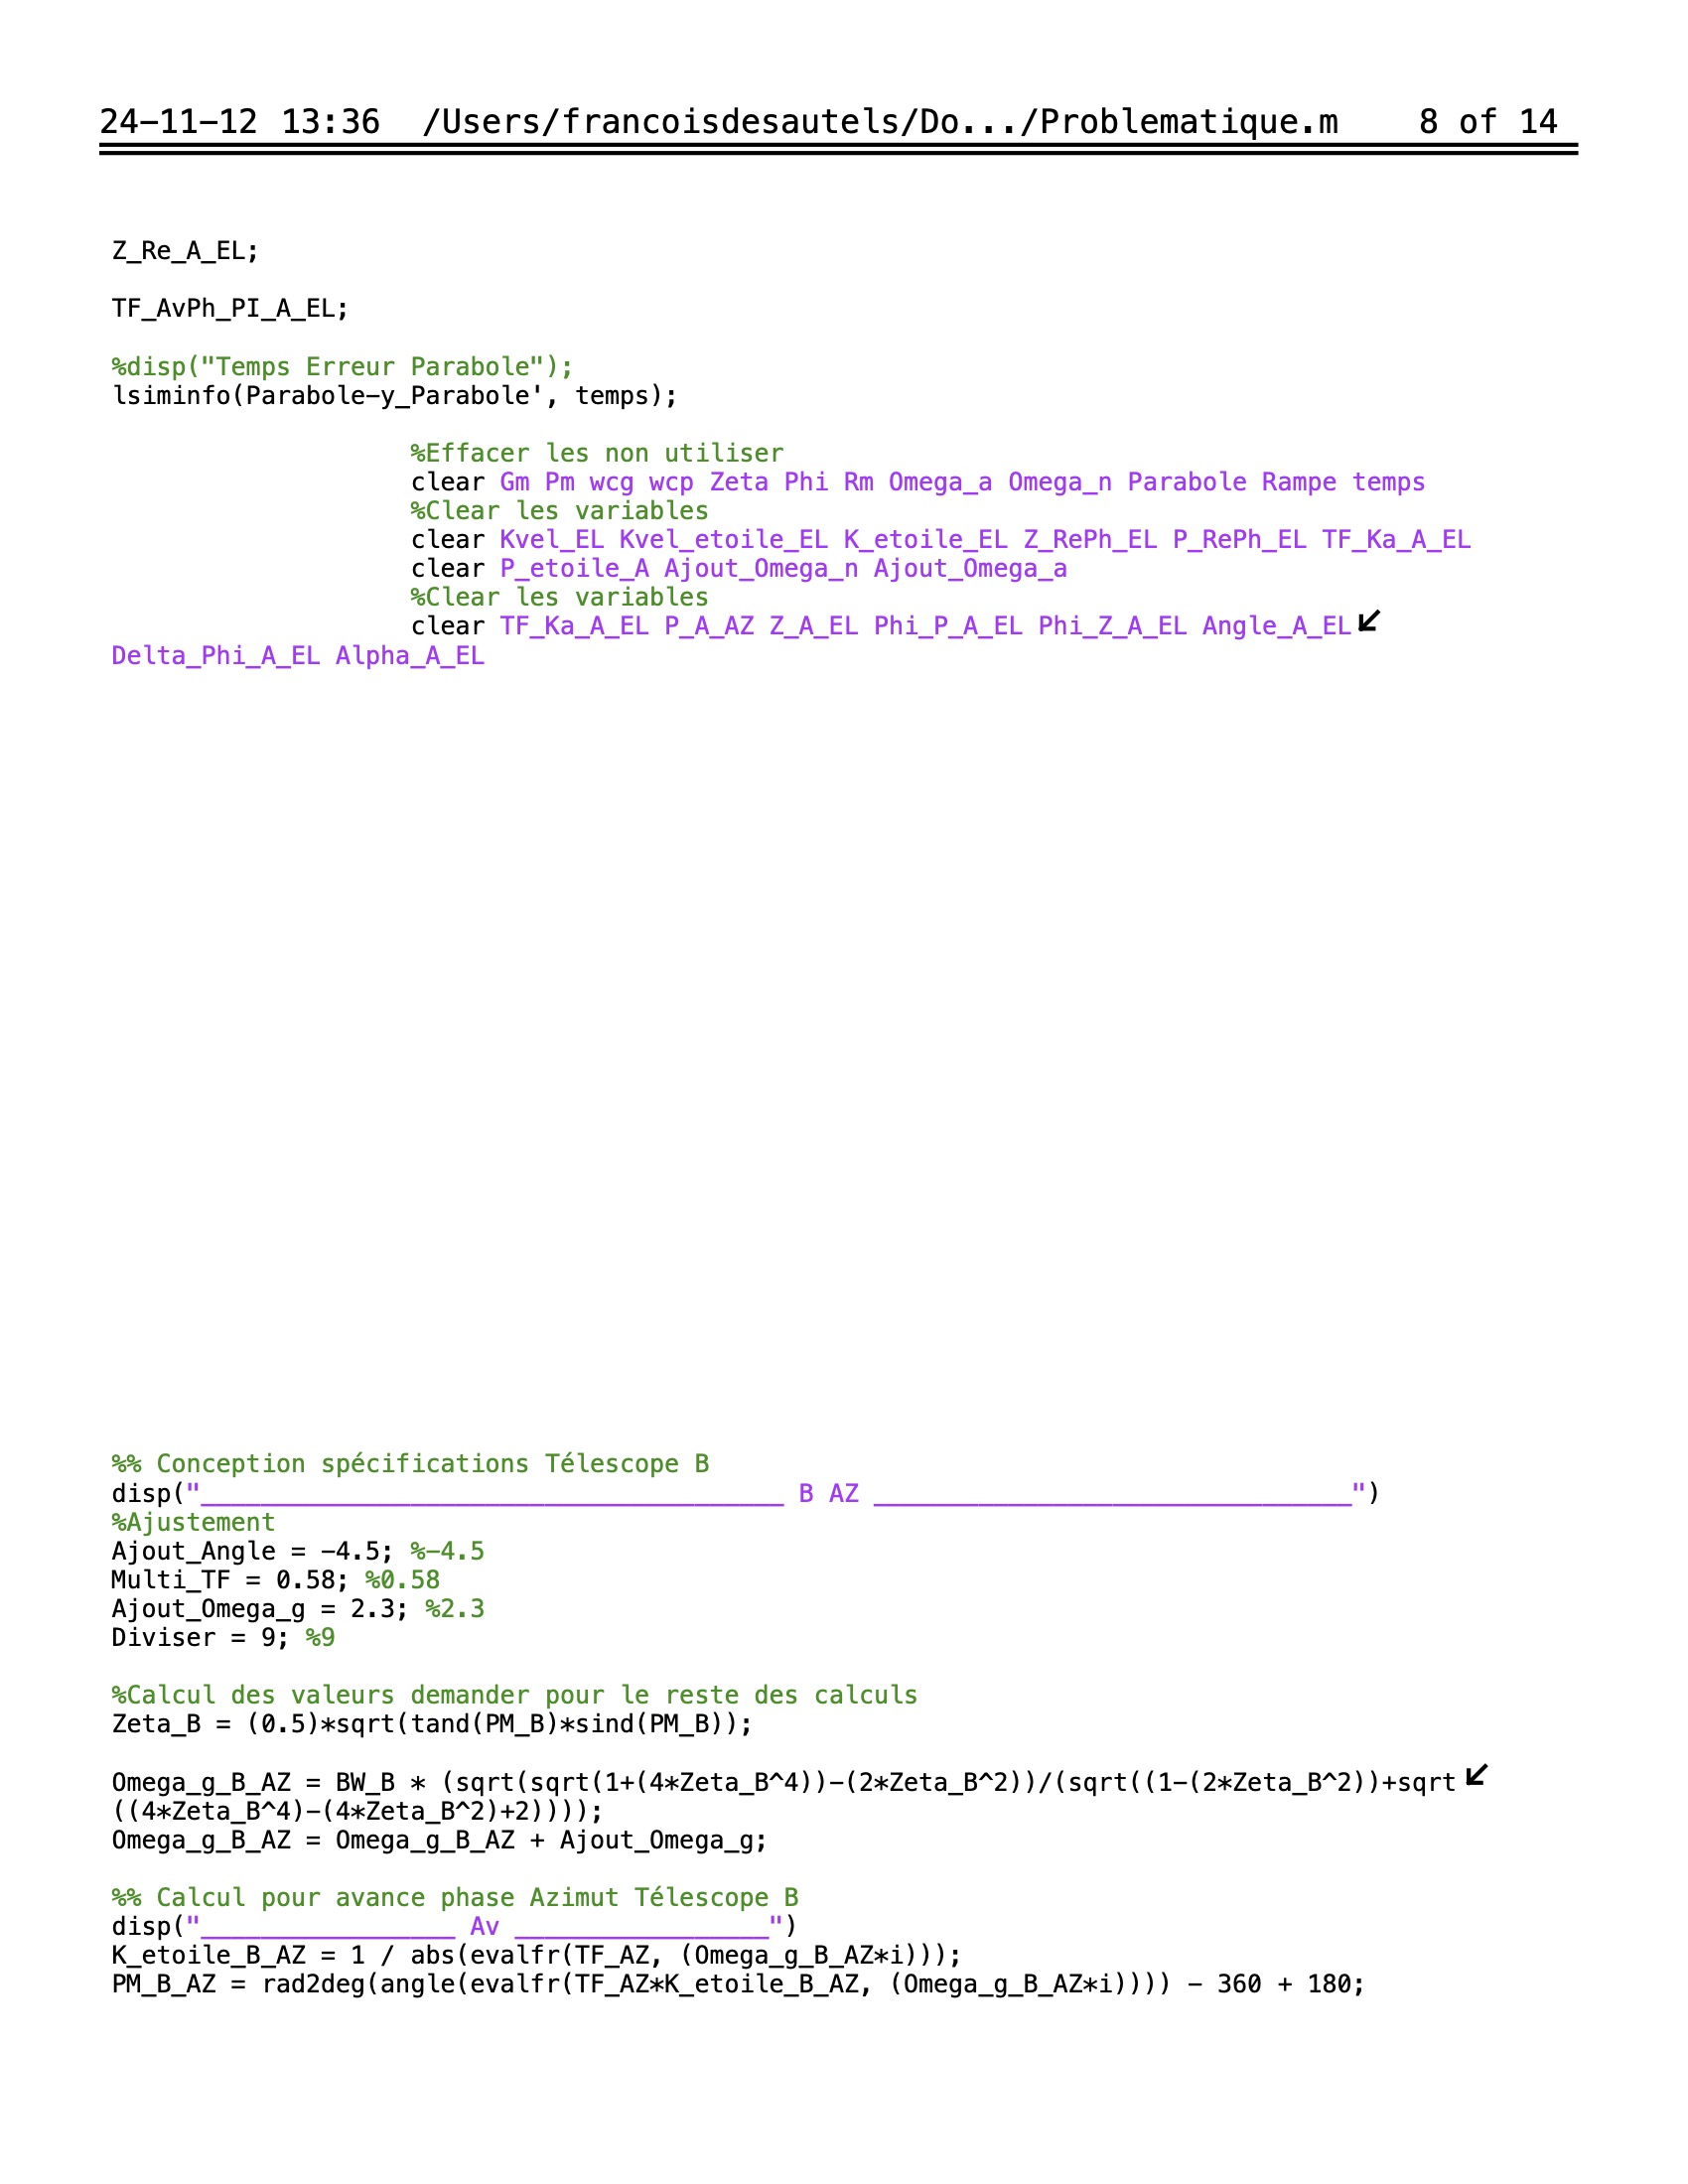 24-11-12 13:36  /Users/francoisdesautels/Do.../Problematique.m    8 of 14
Z_Re_A_EL;
TF_AvPh_PI_A_EL;
%disp("Temps Erreur Parabole");
lsiminfo(Parabole-y_Parabole', temps);
%Effacer les non utiliser
clear Gm Pm wcg wcp Zeta Phi Rm Omega_a Omega_n Parabole Rampe temps
%Clear les variables
clear Kvel_EL Kvel_etoile_EL K_etoile_EL Z_RePh_EL P_RePh_EL TF_Ka_A_EL
clear P_etoile_A Ajout_Omega_n Ajout_Omega_a
%Clear les variables
clear TF_Ka_A_EL P_A_AZ Z_A_EL Phi_P_A_EL Phi_Z_A_EL Angle_A_EL↙
Delta_Phi_A_EL Alpha_A_EL
%% Conception spécifications Télescope B
disp("_______________________________________ B AZ ________________________________")
%Ajustement
Ajout_Angle = -4.5; %-4.5
Multi_TF = 0.58; %0.58
Ajout_Omega_g = 2.3; %2.3
Diviser = 9; %9
%Calcul des valeurs demander pour le reste des calculs
Zeta_B = (0.5)*sqrt(tand(PM_B)*sind(PM_B));
Omega_g_B_AZ = BW_B * (sqrt(sqrt(1+(4*Zeta_B^4))-(2*Zeta_B^2))/(sqrt((1-(2*Zeta_B^2))+sqrt↙
((4*Zeta_B^4)-(4*Zeta_B^2)+2))));
Omega_g_B_AZ = Omega_g_B_AZ + Ajout_Omega_g;
%% Calcul pour avance phase Azimut Télescope B
disp("_________________ Av _________________")
K_etoile_B_AZ = 1 / abs(evalfr(TF_AZ, (Omega_g_B_AZ*i)));
PM_B_AZ = rad2deg(angle(evalfr(TF_AZ*K_etoile_B_AZ, (Omega_g_B_AZ*i)))) - 360 + 180;